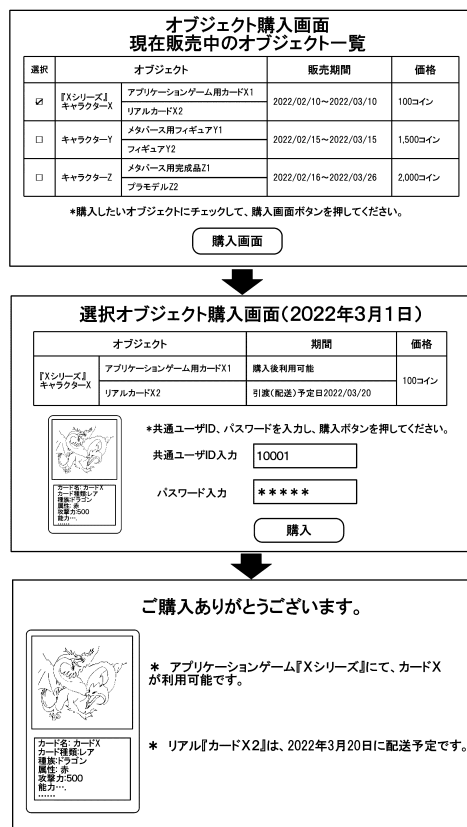 オブジェクト購入画面
現在販売中のオブジェクト一覧
選択 オブジェクト 販売期間 価格
☑ 『Xシリーズ』キャラクターX アプリケーションゲーム用カードX1 2022/02/10～2022/03/10 100コイン
リアルカードX2
□ キャラクターY メタバース用フィギュアY1 2022/02/15～2022/03/15 1,500コイン
フィギュアY2
□ キャラクターZ メタバース用完成品Z1 2022/02/16～2022/03/26 2,000コイン
プラモデルZ2
*購入したいオブジェクトにチェックして、購入画面ボタンを押してください。
購入画面
選択オブジェクト購入画面(2022年3月1日)
オブジェクト 期間 価格
『Xシリーズ』キャラクターX アプリケーションゲーム用カードX1 購入後利用可能 100コイン
リアルカードX2 引渡(配送)予定日2022/03/20
*共通ユーザID、パスワードを入力し、購入ボタンを押してください。
共通ユーザID入力 10001
パスワード入力 *****
購入
カード名: カードX
カード種類:レア
種族:ドラゴン
属性: 赤
攻撃力:500
能力….
……
ご購入ありがとうございます。
* アプリケーションゲーム『Xシリーズ』にて、カードX
が利用可能です。
* リアル『カードX2』は、2022年3月20日に配送予定です。
カード名: カードX
カード種類:レア
種族:ドラゴン
属性: 赤
攻撃力:500
能力….
……